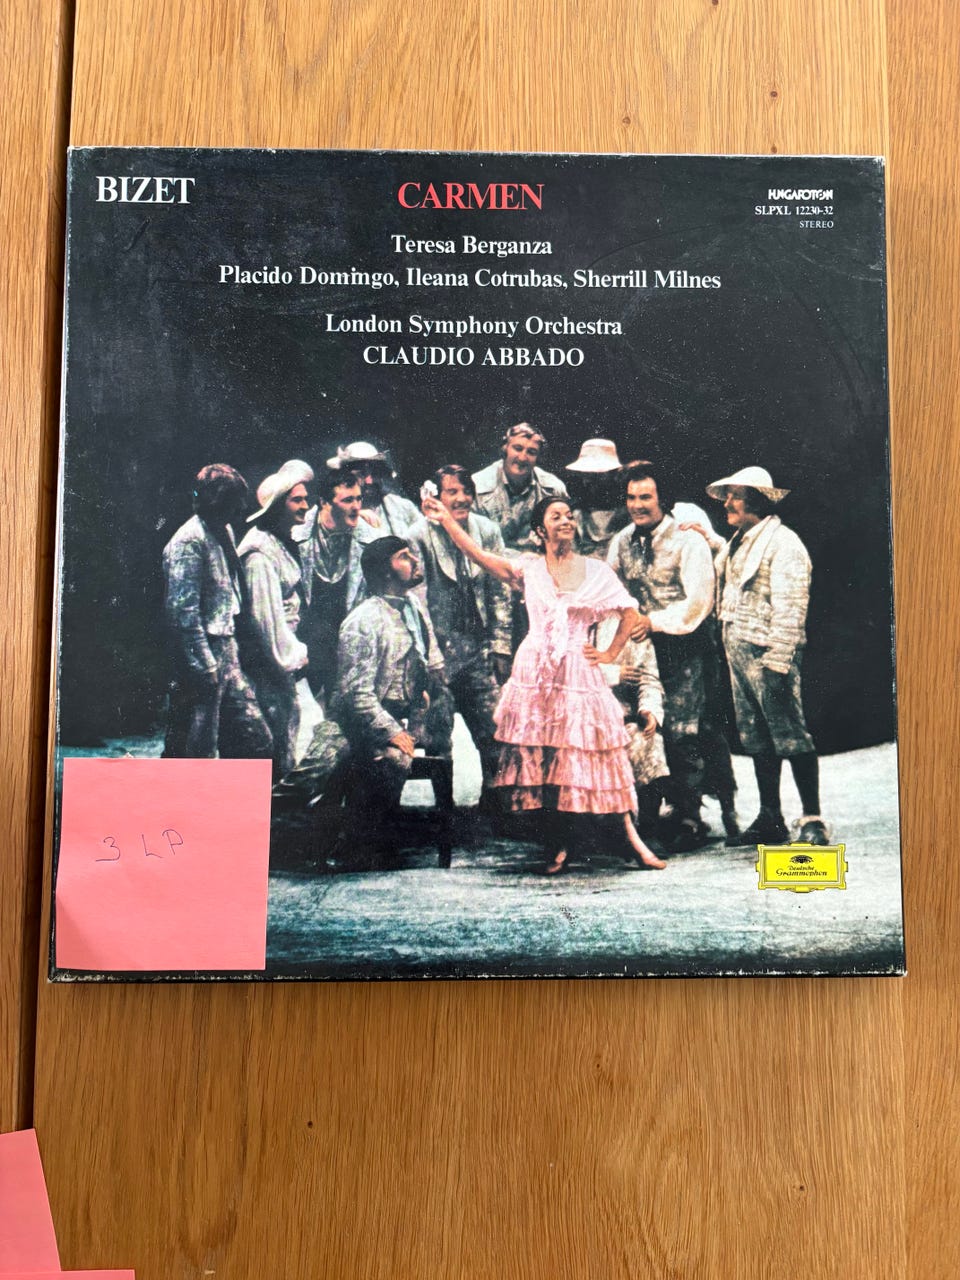 BIZET
CARMEN
HUNGAROTON
SLPXL 12230-32
STEREO
Teresa Berganza
Placido Domingo, Ileana Cotrubas, Sherrill Milnes
London Symphony Orchestra
CLAUDIO ABBADO
3 LP
Deutsche
Grammophon